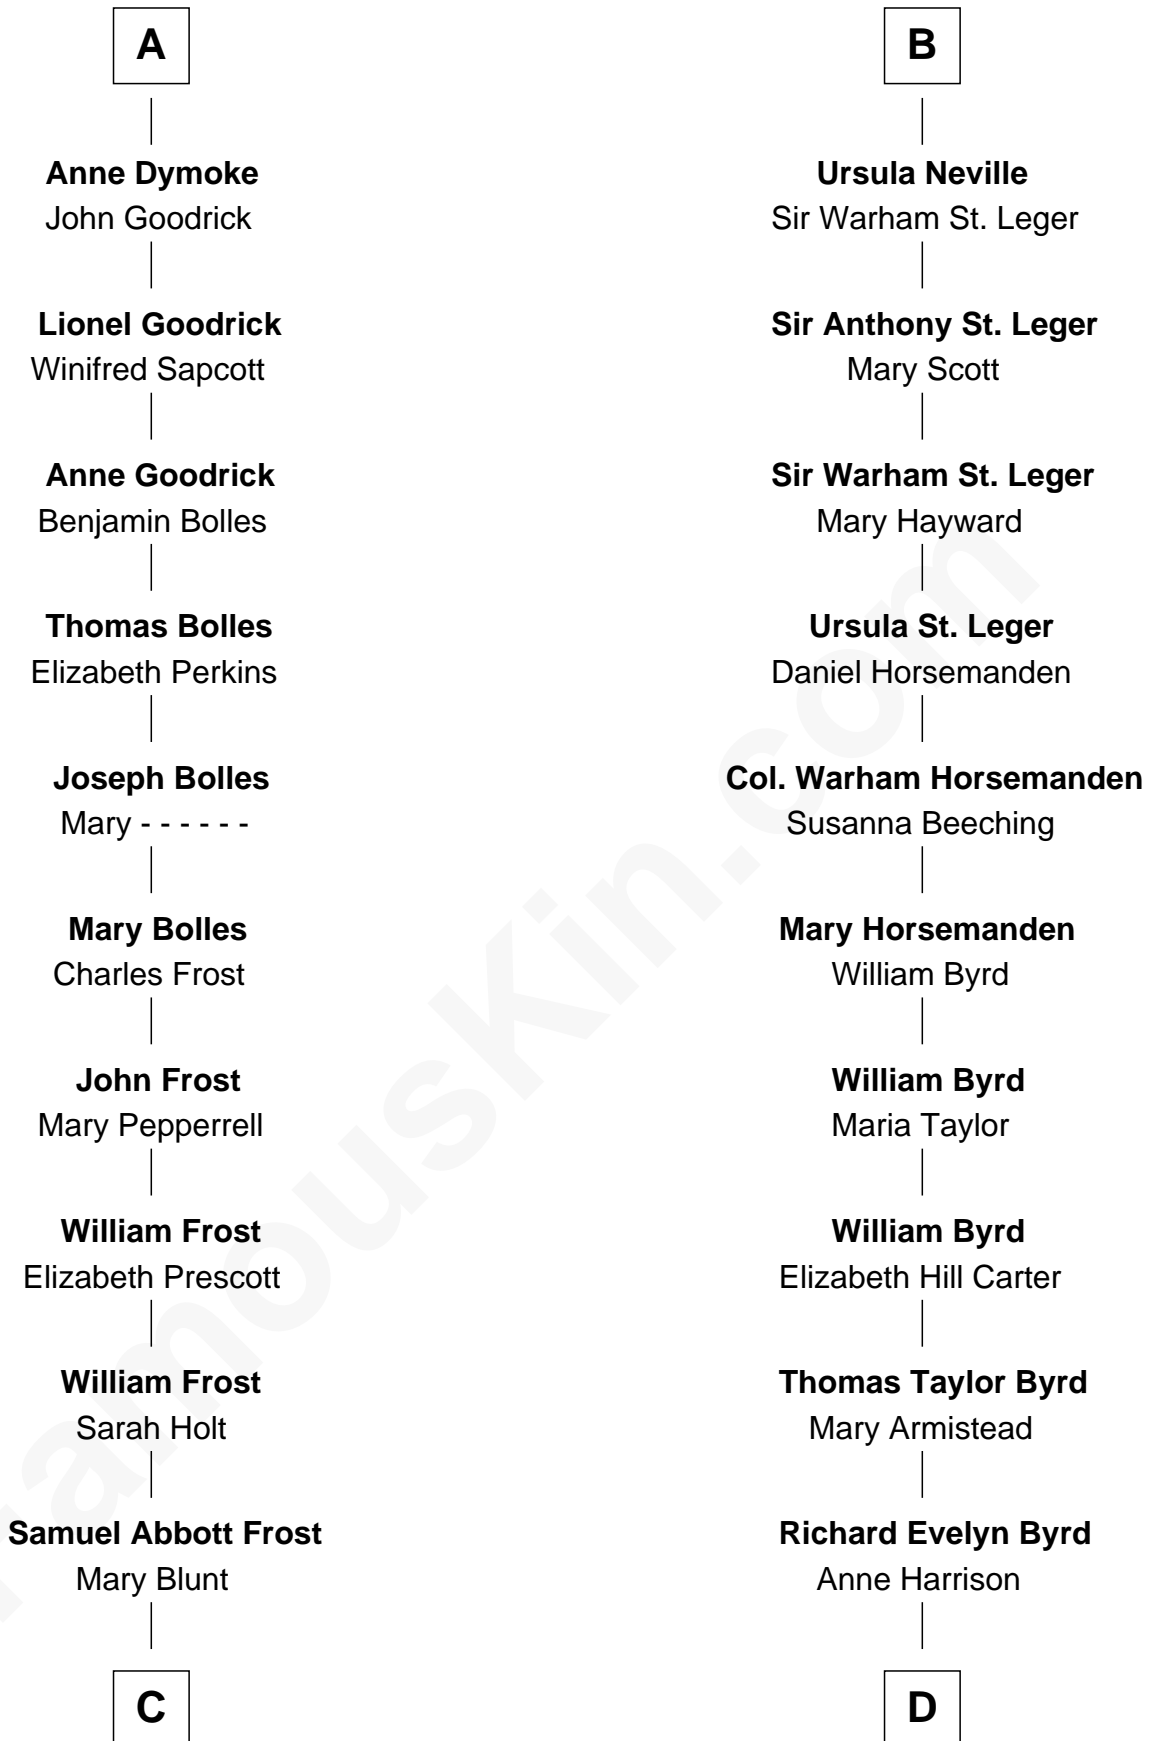 A
Anne Dymoke
John Goodrick
Lionel Goodrick
Winifred Sapcott
Anne Goodrick
Benjamin Bolles
Thomas Bolles
Elizabeth Perkins
Joseph Bolles
Mary - - - - - -
Mary Bolles
Charles Frost
John Frost
Mary Pepperrell
William Frost
Elizabeth Prescott
William Frost
Sarah Holt
Samuel Abbott Frost
Mary Blunt
C
B
Ursula Neville
Sir Warham St. Leger
Sir Anthony St. Leger
Mary Scott
Sir Warham St. Leger
Mary Hayward
Ursula St. Leger
Daniel Horsemanden
Col. Warham Horsemanden
Susanna Beeching
Mary Horsemanden
William Byrd
William Byrd
Maria Taylor
William Byrd
Elizabeth Hill Carter
Thomas Taylor Byrd
Mary Armistead
Richard Evelyn Byrd
Anne Harrison
D
FamousKin.com